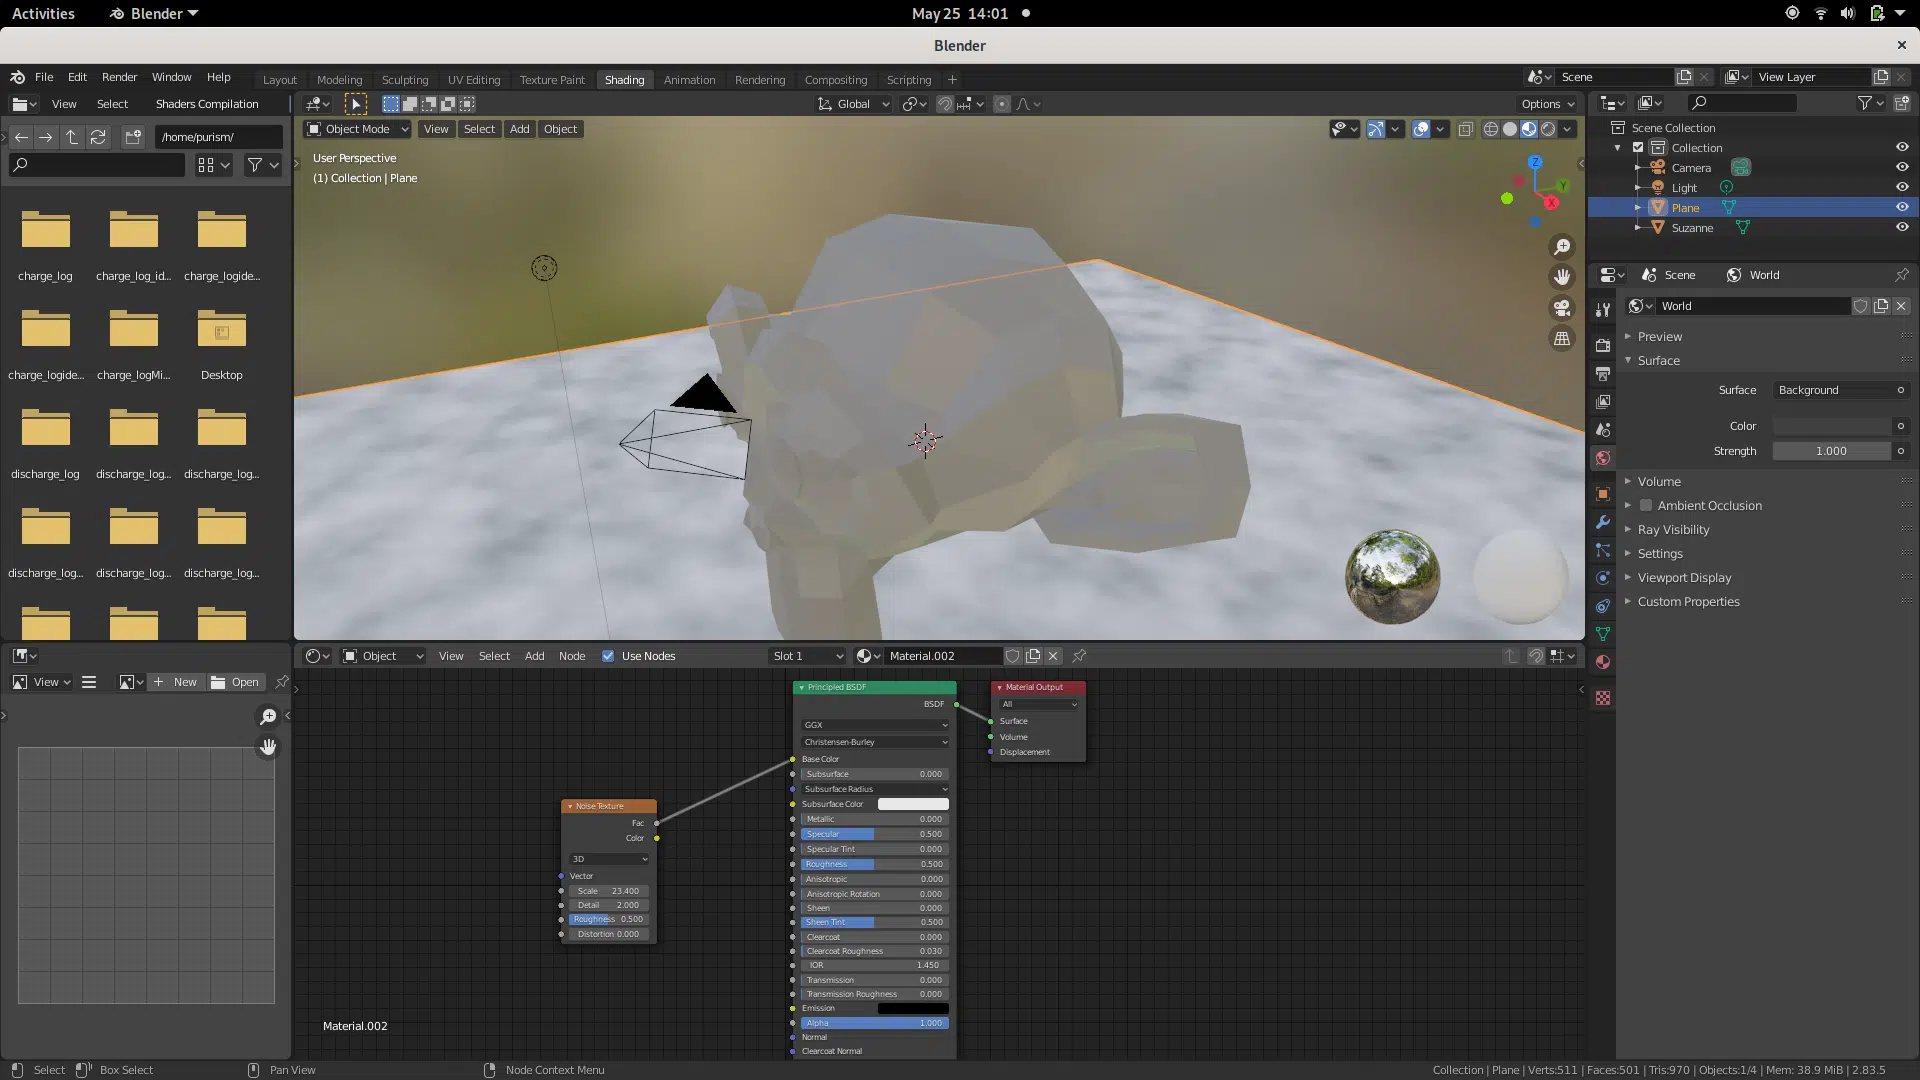 Activities Blender May 25 14:01
Blender
File Edit Render Window Help Layout Modeling Sculpting UV Editing Texture Paint Shading Animation Rendering Compositing Scripting + Scene View Layer
View Select Shaders Compilation Global Options
/home/purism/ Object Mode View Select Add Object
User Perspective
(1) Collection | Plane
Z
Y
X
Scene Collection
Collection
Camera
Light
Plane
Suzanne
charge_log charge_log_id... charge_logide...
charge_logide... charge_logMi... Desktop
discharge_log discharge_log... discharge_log...
discharge_log... discharge_log... discharge_log...
Scene World
World
Preview
Surface
Surface Background
Color
Strength 1.000
Volume
Ambient Occlusion
Ray Visibility
Settings
Viewport Display
Custom Properties
Object View Select Add Node Use Nodes Slot 1 Material.002
View New Open
Noise Texture
Fac
Color
3D
Vector
Scale 23.400
Detail 2.000
Roughness 0.500
Distortion 0.000
Principled BSDF
BSDF
GGX
Christensen-Burley
Base Color
Subsurface 0.000
Subsurface Radius
Subsurface Color
Metallic 0.000
Specular 0.500
Specular Tint 0.000
Roughness 0.500
Anisotropic 0.000
Anisotropic Rotation 0.000
Sheen 0.000
Sheen Tint 0.500
Clearcoat 0.000
Clearcoat Roughness 0.030
IOR 1.450
Transmission 0.000
Transmission Roughness 0.000
Emission
Alpha 1.000
Normal
Clearcoat Normal
Material Output
All
Surface
Volume
Displacement
Material.002
Select Box Select Pan View Node Context Menu Collection | Plane | Verts:511 | Faces:501 | Tris:970 | Objects:1/4 | Mem: 38.9 MiB | 2.83.5